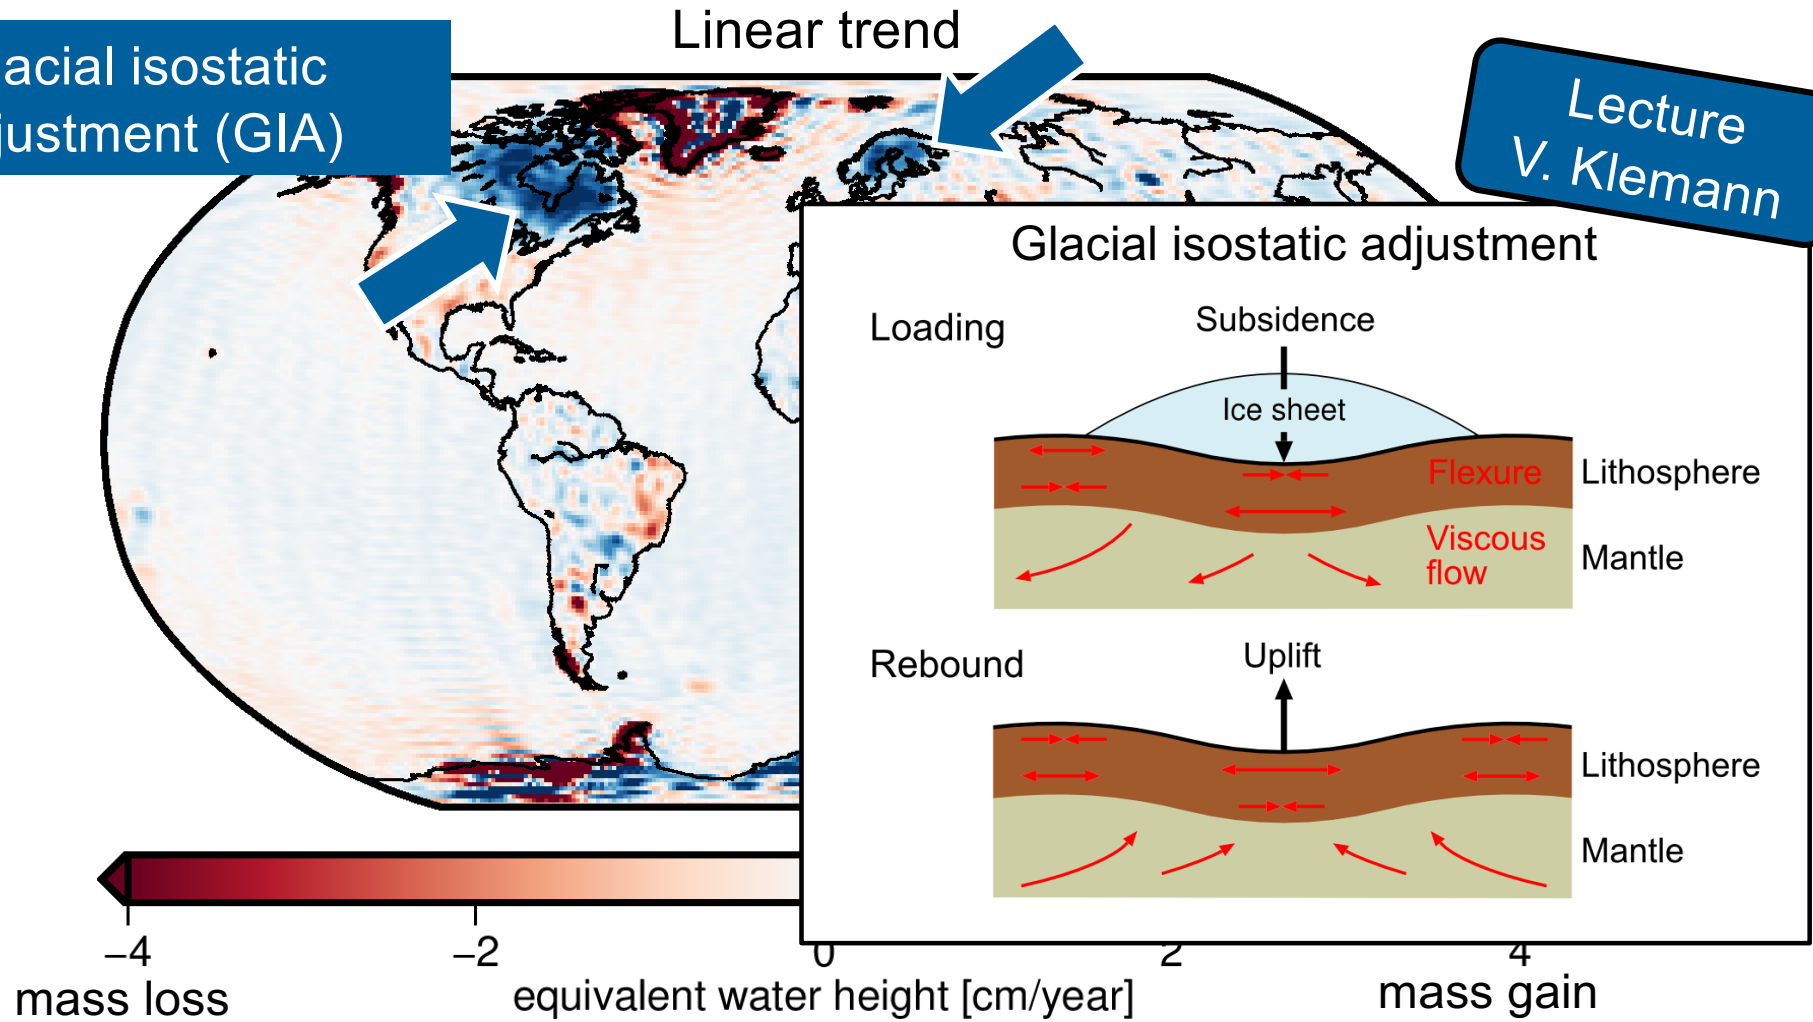 Linear trend
lacial isostatic
justment (GIA)
Lecture
V. Klemann
Glacial isostatic adjustment
Loading
Subsidence
Ice sheet
Flexure
Lithosphere
Viscous
flow
Mantle
Rebound
Uplift
Lithosphere
Mantle
−4
−2
0
2
4
mass loss
equivalent water height [cm/year]
mass gain